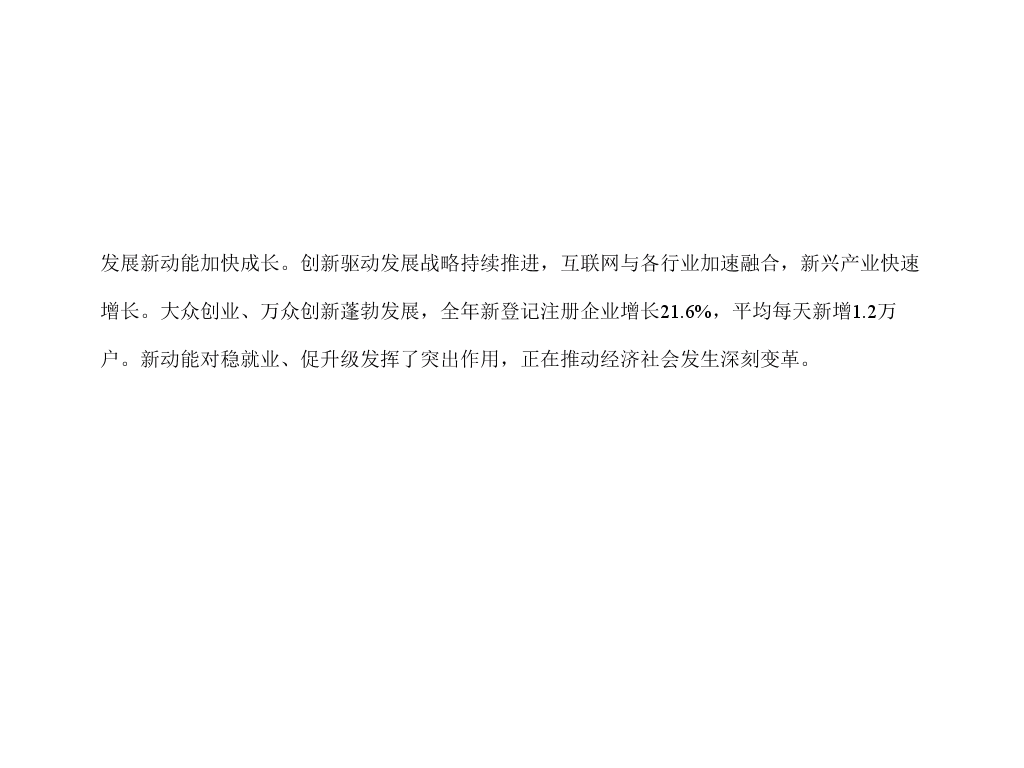 发展新动能加快成长。创新驱动发展战略持续推进，互联网与各行业加速融合，新兴产业快速
增长。大众创业、万众创新蓬勃发展，全年新登记注册企业增长21.6%，平均每天新增1.2万
户。新动能对稳就业、促升级发挥了突出作用，正在推动经济社会发生深刻变革。